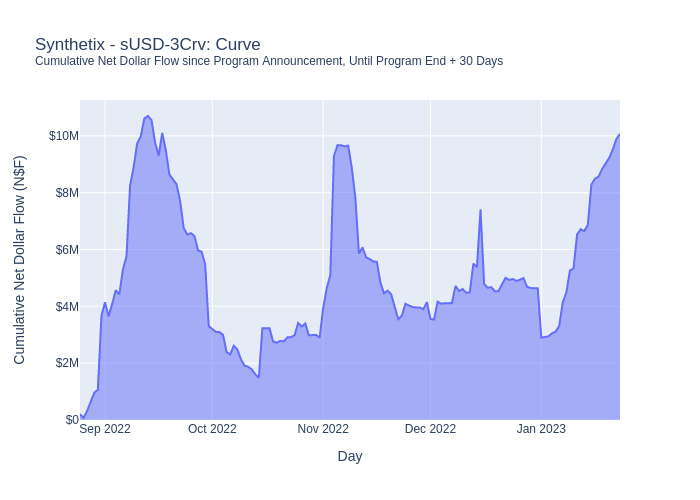 Synthetix - sUSD-3Crv: Curve
Cumulative Net Dollar Flow since Program Announcement, Until Program End + 30 Days
Cumulative Net Dollar Flow (N$F)
$10M
$8M
$6M
$4M
$2M
$0
Sep 2022
Oct 2022
Nov 2022
Dec 2022
Jan 2023
Day